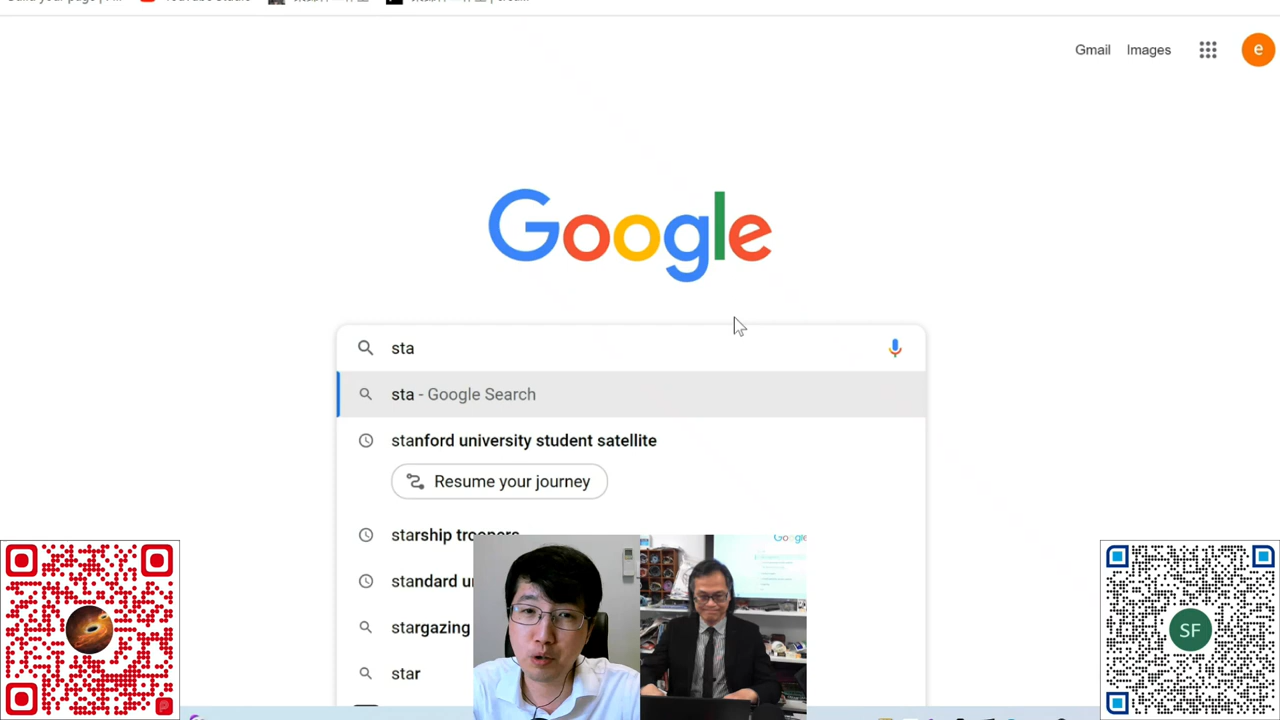 Gmail Images
e
Google
sta
sta - Google Search
stanford university student satellite
Resume your journey
starship troopers
standard
stargazing
star
Google
SF